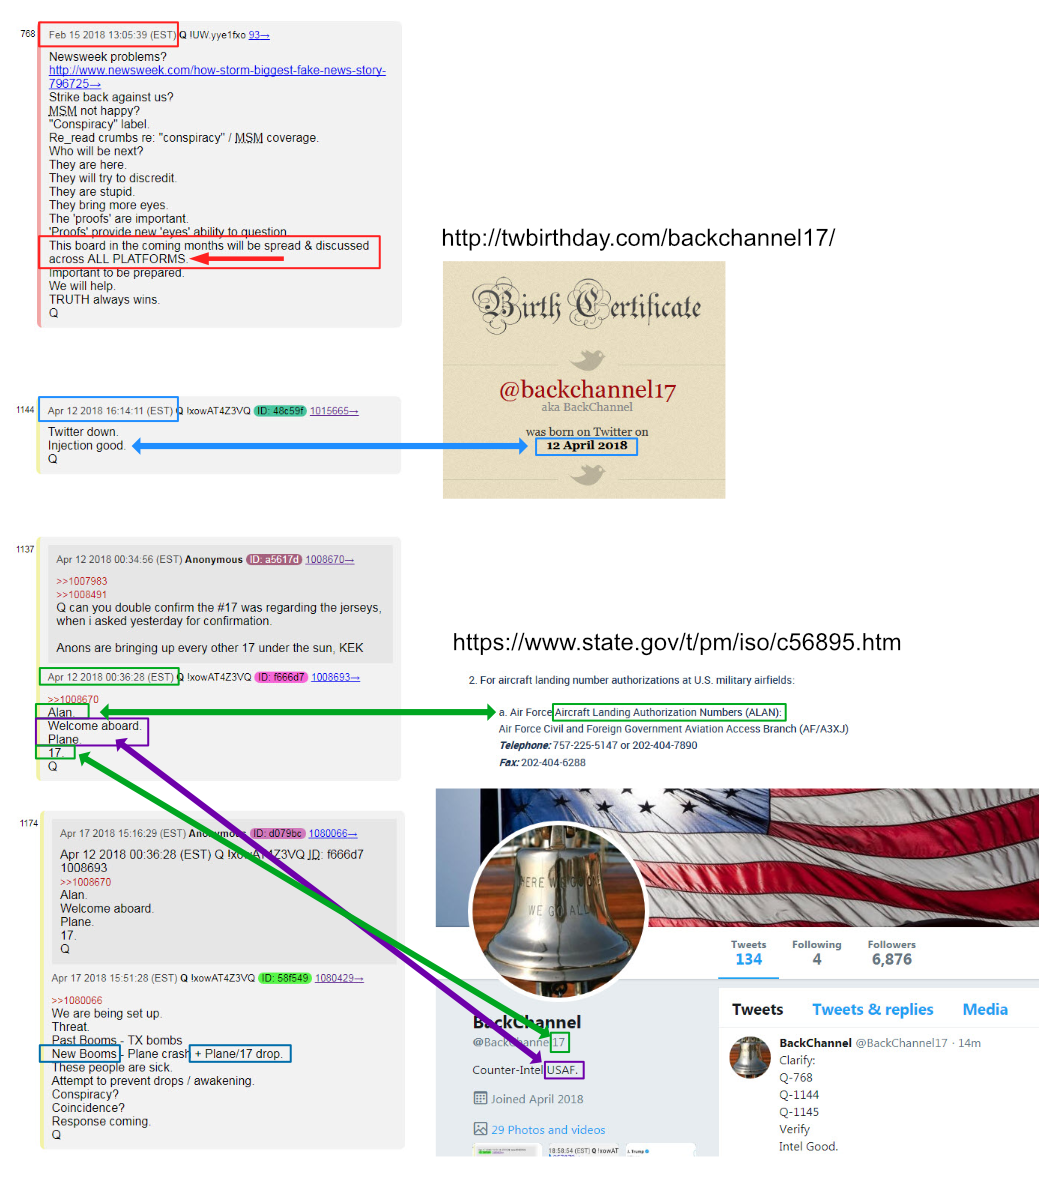 768
Feb 15 2018 13:05:39 (EST) Q !UW.yye1fxo 93→
Newsweek problems?
http://www.newsweek.com/how-storm-biggest-fake-news-story-
796725→
Strike back against us?
MSM not happy?
"Conspiracy" label.
Re_read crumbs re: "conspiracy" / MSM coverage.
Who will be next?
They are here.
They will try to discredit.
They are stupid.
They bring more eyes.
The 'proofs' are important.
'Proofs' provide new 'eyes' ability to question.
This board in the coming months will be spread & discussed
across ALL PLATFORMS.
Important to be prepared.
We will help.
TRUTH always wins.
Q
http://twbirthday.com/backchannel17/
Birth Certificate
@backchannel17
aka BackChannel
was born on Twitter on
12 April 2018
1144
Apr 12 2018 16:14:11 (EST) Q !xowAT4Z3VQ ID: 48c59f 1015665→
Twitter down.
Injection good.
Q
1137
Apr 12 2018 00:34:56 (EST) Anonymous ID: a5617d 1008670→
>>1007983
>>1008491
Q can you double confirm the #17 was regarding the jerseys,
when i asked yesterday for confirmation.
Anons are bringing up every other 17 under the sun, KEK
Apr 12 2018 00:36:28 (EST) Q !xowAT4Z3VQ ID: f666d7 1008693→
>>1008670
Alan.
Welcome aboard.
Plane.
17.
Q
https://www.state.gov/t/pm/iso/c56895.htm
2. For aircraft landing number authorizations at U.S. military airfields:
a. Air Force Aircraft Landing Authorization Numbers (ALAN):
Air Force Civil and Foreign Government Aviation Access Branch (AF/A3XJ)
Telephone: 757-225-5147 or 202-404-7890
Fax: 202-404-6288
1174
Apr 17 2018 15:16:29 (EST) Anonymous ID: d079bc 1080066→
Apr 12 2018 00:36:28 (EST) Q !xowAT4Z3VQ ID: f666d7
1008693
>>1008670
Alan.
Welcome aboard.
Plane.
17.
Q
Apr 17 2018 15:51:28 (EST) Q !xowAT4Z3VQ ID: 58f549 1080429→
>>1080066
We are being set up.
Threat.
Past Booms - TX bombs
New Booms - Plane crash + Plane/17 drop.
These people are sick.
Attempt to prevent drops / awakening.
Conspiracy?
Coincidence?
Response coming.
Q
HERE WE GO ONE
WE GO ALL
Tweets Following Followers
134 4 6,876
BackChannel
@BackChannel17
Counter-Intel USAF.
Joined April 2018
29 Photos and videos
18:58:54 (EST) Q !xowAT
J. Trump
Tweets Tweets & replies Media
BackChannel @BackChannel17 · 14m
Clarify:
Q-768
Q-1144
Q-1145
Verify
Intel Good.